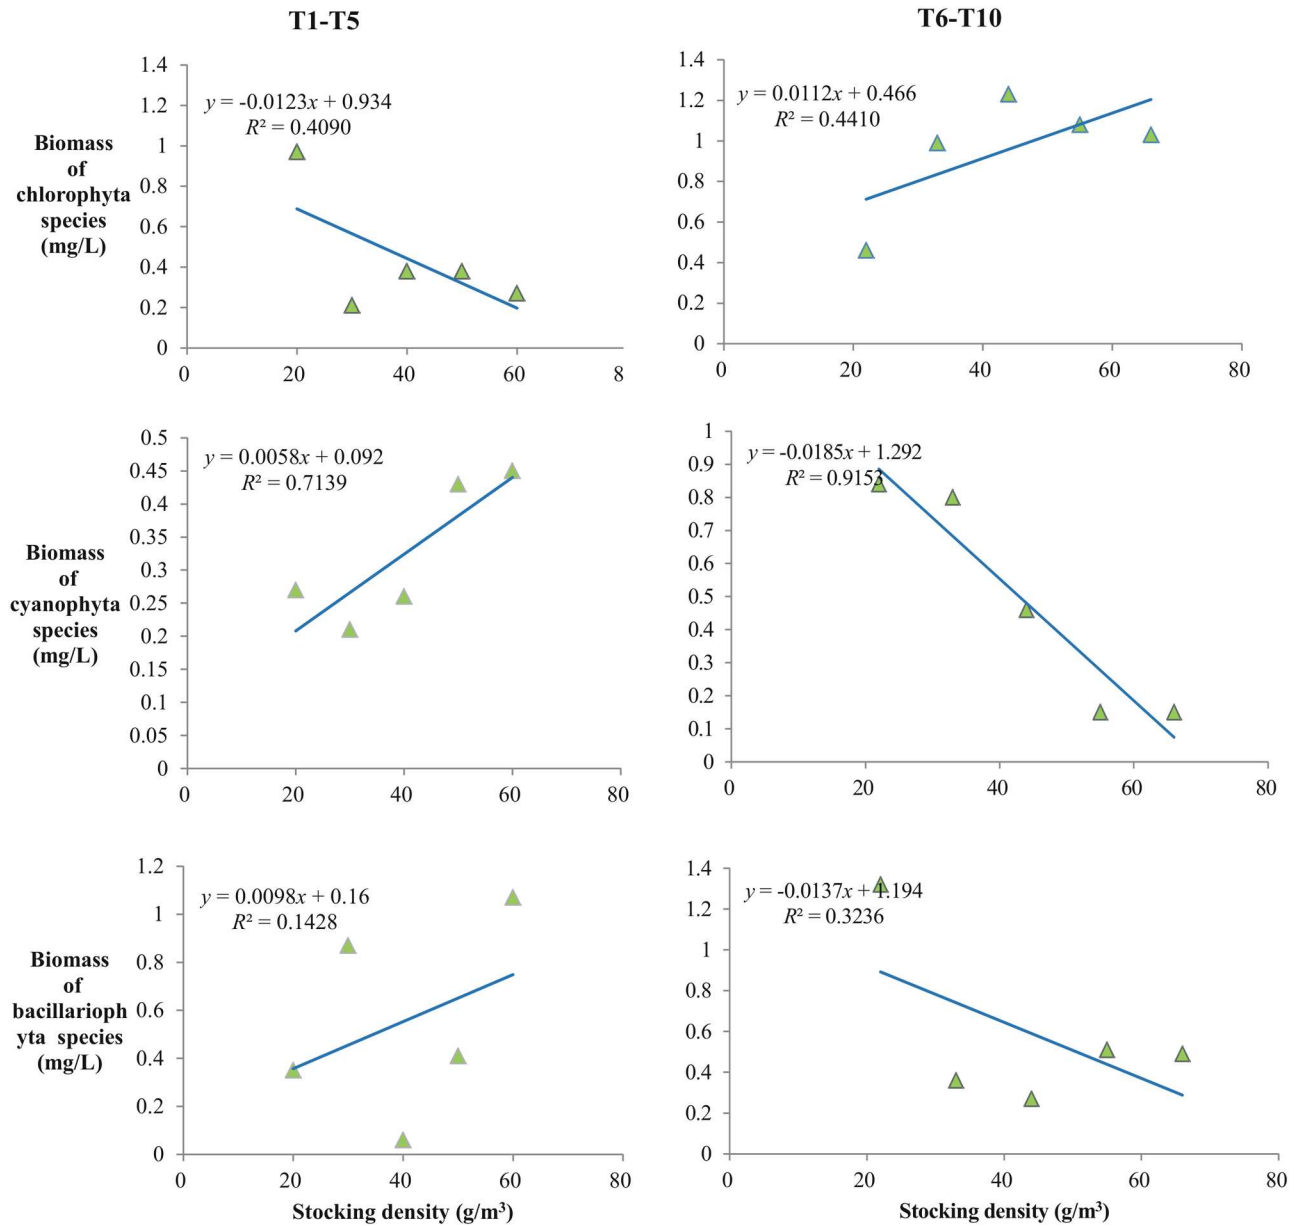 T1-T5
T6-T10
Biomass
of
chlorophyta
species
(mg/L)
1.4
1.2
1
0.8
0.6
0.4
0.2
0
y = -0.0123x + 0.934
R² = 0.4090
0 20 40 60 8
1.4
1.2
1
0.8
0.6
0.4
0.2
0
y = 0.0112x + 0.466
R² = 0.4410
0 20 40 60 80
Biomass
of
cyanophyta
species
(mg/L)
0.5
0.45
0.4
0.35
0.3
0.25
0.2
0.15
0.1
0.05
0
y = 0.0058x + 0.092
R² = 0.7139
0 20 40 60 80
1
0.9
0.8
0.7
0.6
0.5
0.4
0.3
0.2
0.1
0
y = -0.0185x + 1.292
R² = 0.9153
0 20 40 60 80
Biomass
of
bacillarioph
yta species
(mg/L)
1.2
1
0.8
0.6
0.4
0.2
0
y = 0.0098x + 0.16
R² = 0.1428
0 20 40 60 80
Stocking density (g/m³)
1.4
1.2
1
0.8
0.6
0.4
0.2
0
y = -0.0137x + 1.194
R² = 0.3236
0 20 40 60 80
Stocking density (g/m³)